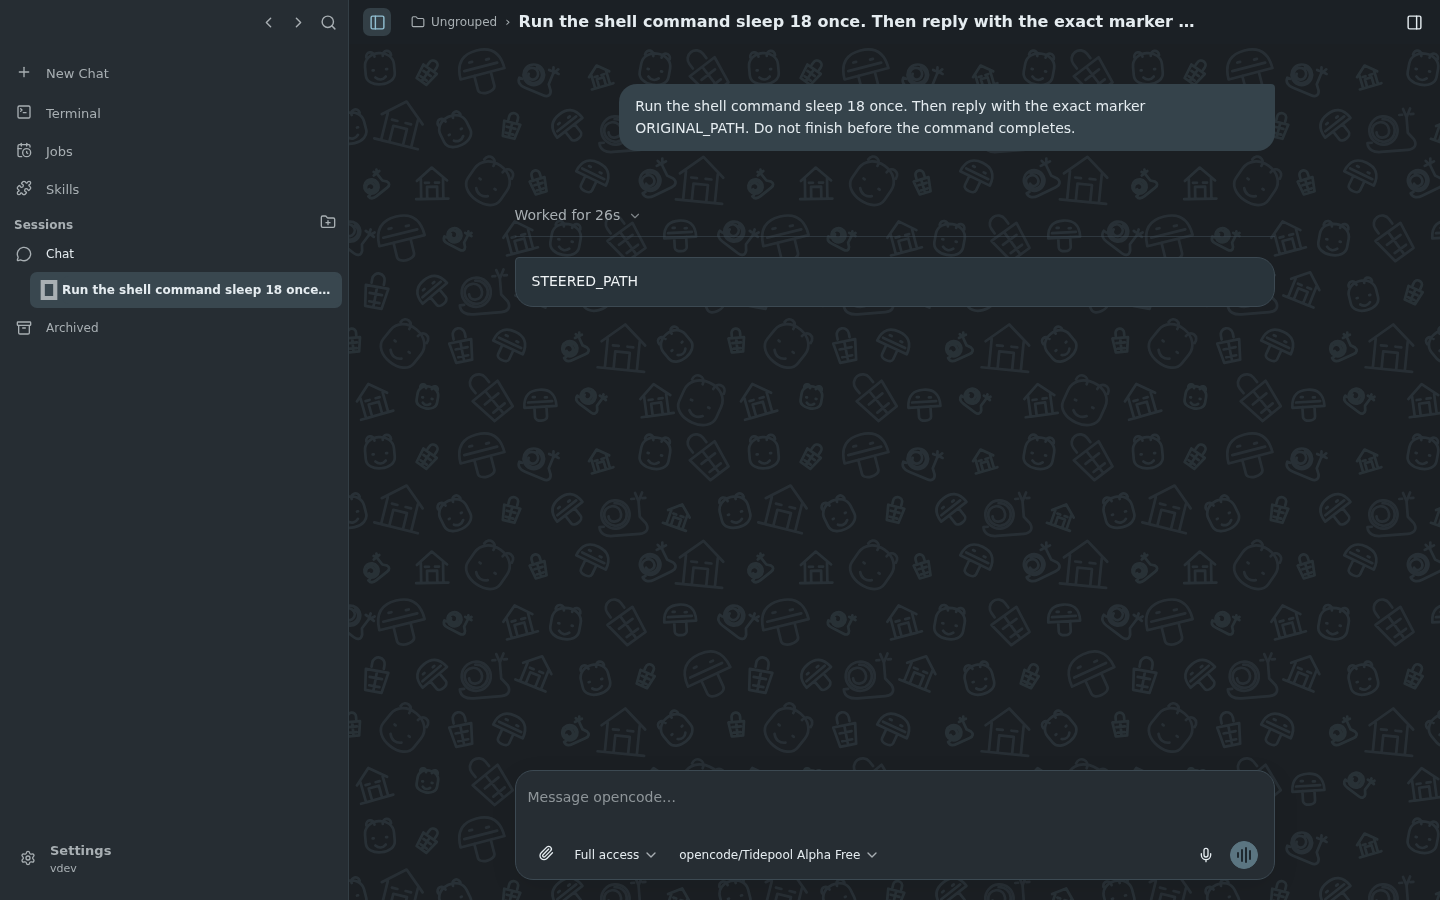 New Chat
Terminal
Jobs
Skills
Sessions
Chat
Run the shell command sleep 18 once...
Archived
Settings
vdev
Ungrouped › Run the shell command sleep 18 once. Then reply with the exact marker ...
Run the shell command sleep 18 once. Then reply with the exact marker
ORIGINAL_PATH. Do not finish before the command completes.
Worked for 26s
STEERED_PATH
Message opencode...
Full access opencode/Tidepool Alpha Free